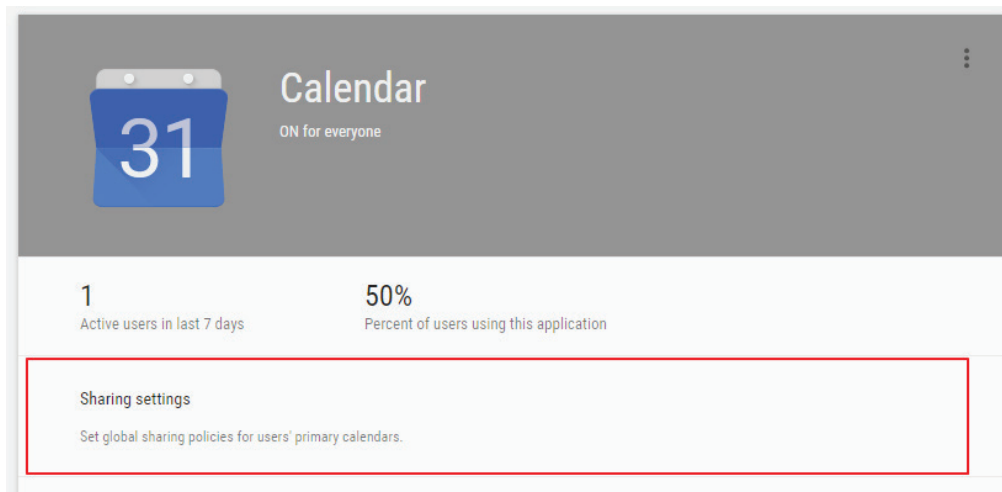 31
Calendar
ON for everyone
1
Active users in last 7 days
50%
Percent of users using this application
Sharing settings
Set global sharing policies for users' primary calendars.